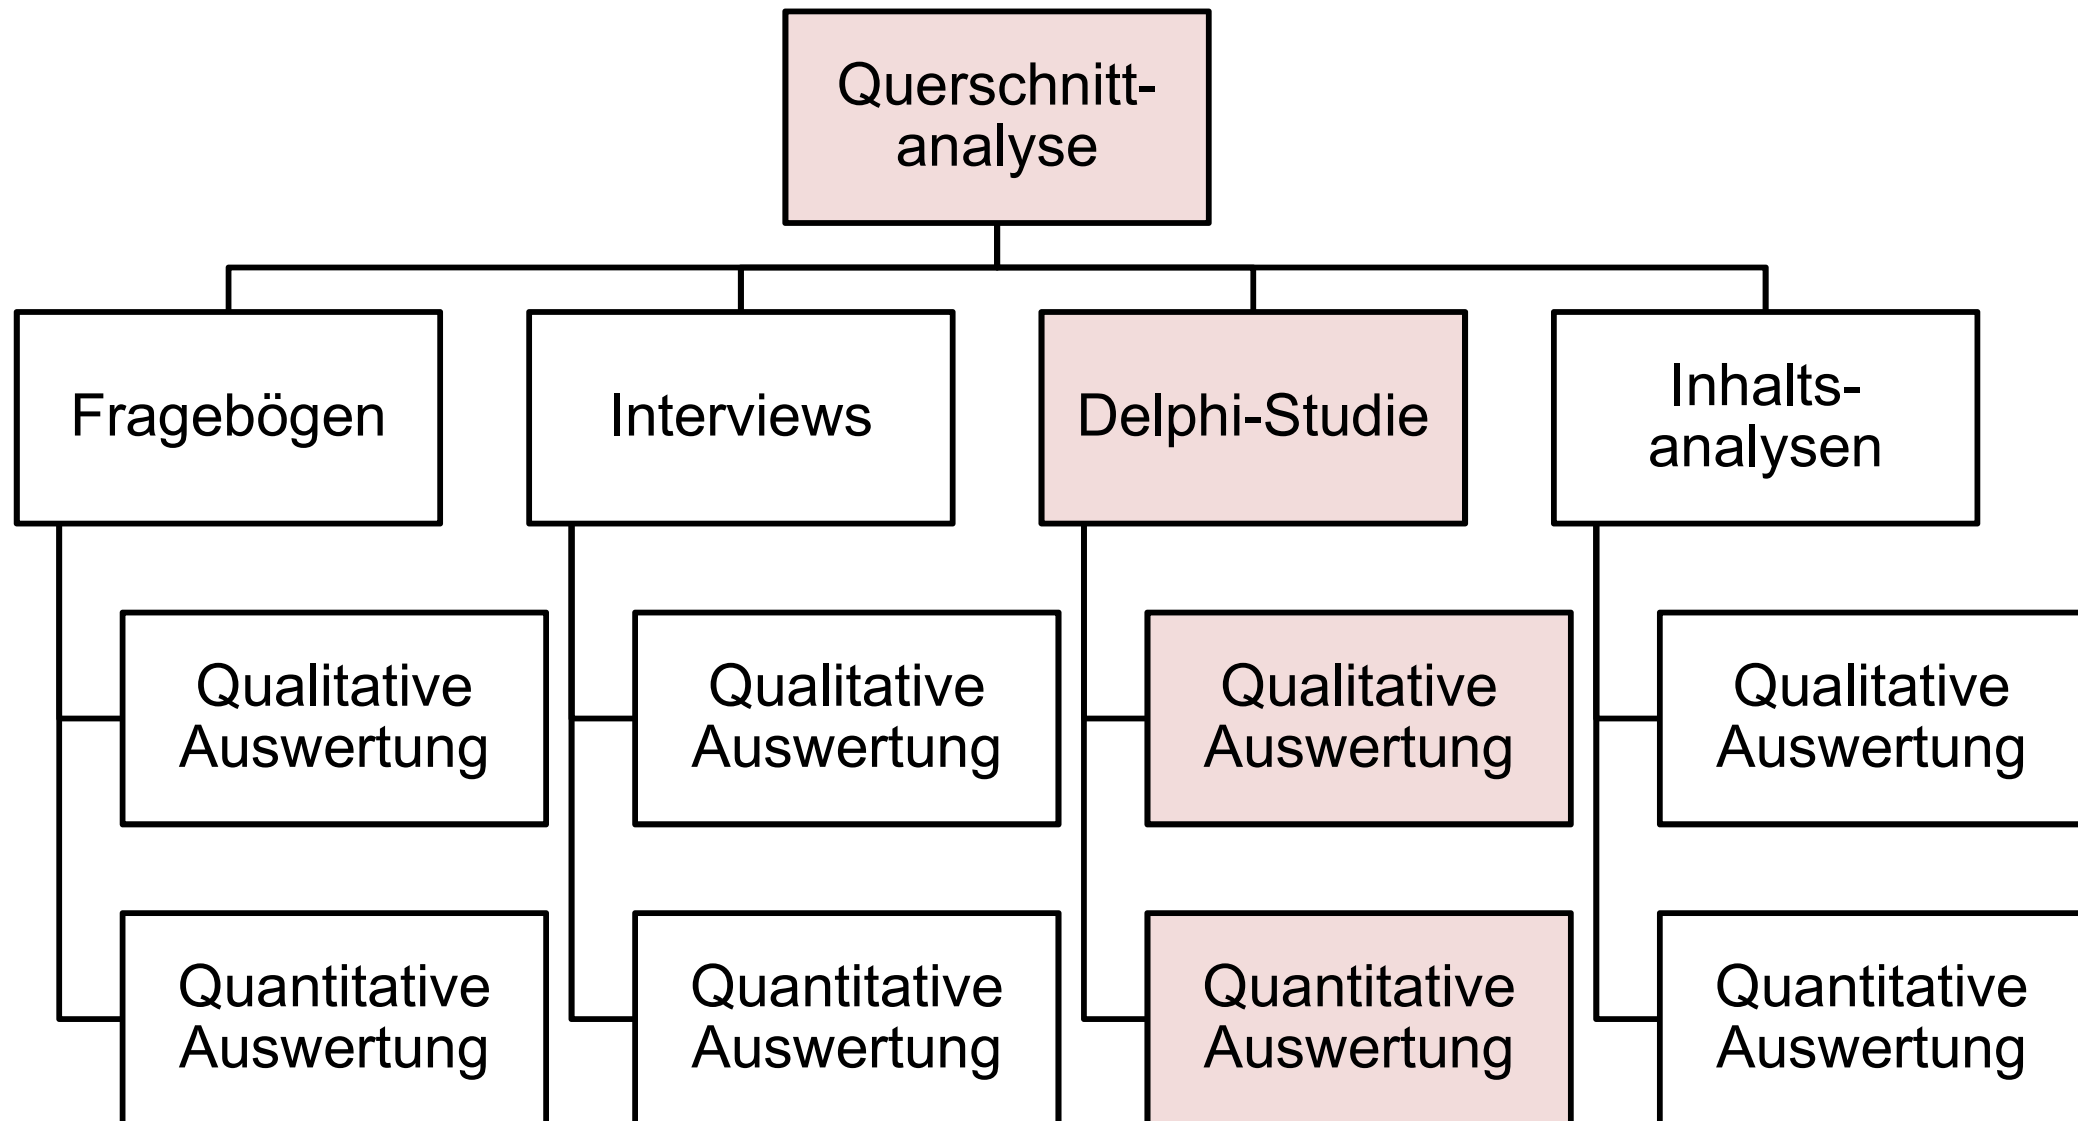 Querschnitt-
analyse
Fragebögen
Interviews
Delphi-Studie
Inhalts-
analysen
Qualitative
Auswertung
Qualitative
Auswertung
Qualitative
Auswertung
Qualitative
Auswertung
Quantitative
Auswertung
Quantitative
Auswertung
Quantitative
Auswertung
Quantitative
Auswertung